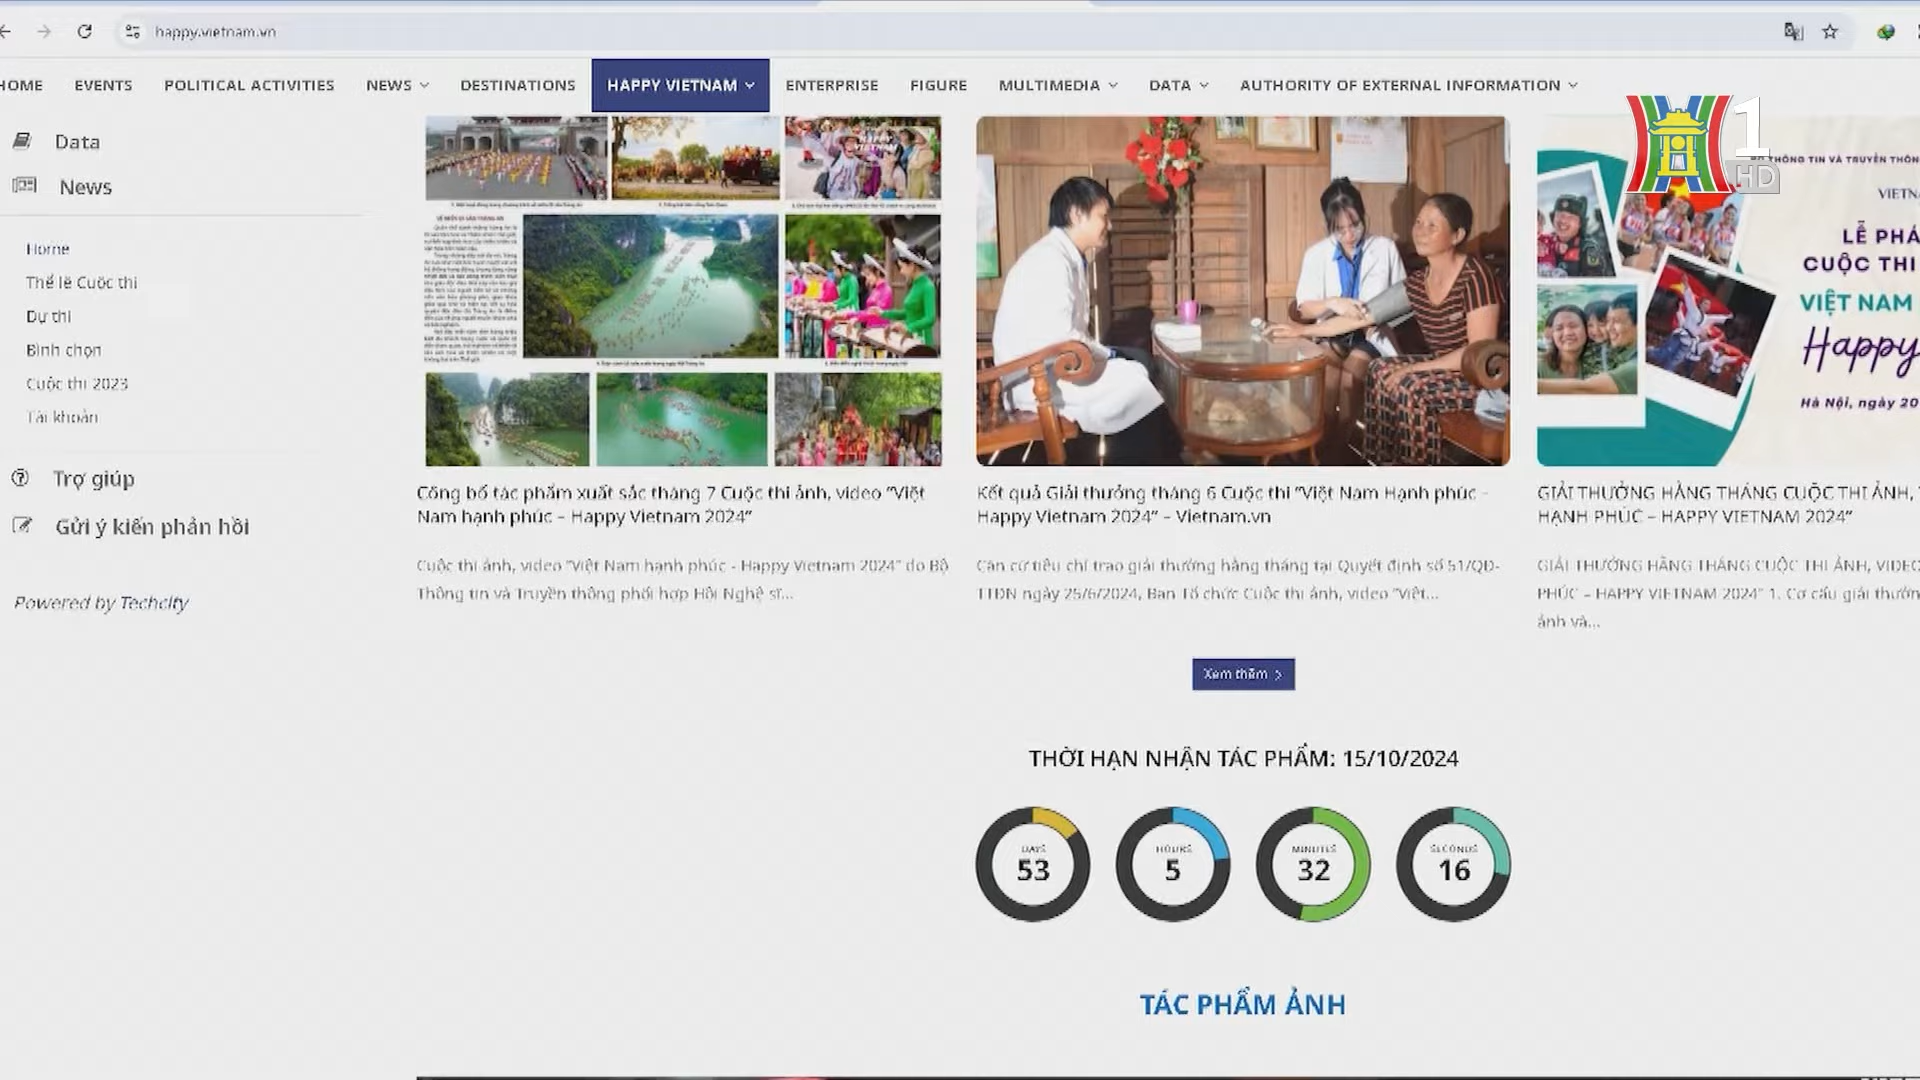 happy.vietnam.vn
HOME EVENTS POLITICAL ACTIVITIES NEWS DESTINATIONS HAPPY VIETNAM ENTERPRISE FIGURE MULTIMEDIA DATA AUTHORITY OF EXTERNAL INFORMATION
1
HD
Data
News
Home
Thể lệ Cuộc thi
Dự thi
Bình chọn
Cuộc thi 2023
Tài khoản
Trợ giúp
Gửi ý kiến phản hồi
Powered by Techcity
THÔNG TIN VÀ TRUYỀN THÔN
VIETN
LỄ PHÁ
CUỘC THI
VIỆT NAM
Happy
Hà Nội, ngày 20
Công bố tác phẩm xuất sắc tháng 7 Cuộc thi ảnh, video “Việt
Nam hạnh phúc – Happy Vietnam 2024”
Cuộc thi ảnh, video “Việt Nam hạnh phúc - Happy Vietnam 2024” do Bộ
Thông tin và Truyền thông phối hợp Hội Nghệ sĩ...
Kết quả Giải thưởng tháng 6 Cuộc thi “Việt Nam Hạnh phúc -
Happy Vietnam 2024” – Vietnam.vn
Căn cứ tiêu chí trao giải thưởng hằng tháng tại Quyết định số 51/QĐ-
TTĐN ngày 25/6/2024, Ban Tổ chức Cuộc thi ảnh, video “Việt...
GIẢI THƯỞNG HẰNG THÁNG CUỘC THI ẢNH,
HẠNH PHÚC – HAPPY VIETNAM 2024”
GIẢI THƯỞNG HẰNG THÁNG CUỘC THI ẢNH, VIDEO
PHÚC – HAPPY VIETNAM 2024” 1. Cơ cấu giải thưởn
ảnh và...
Xem thêm
THỜI HẠN NHẬN TÁC PHẨM: 15/10/2024
DAYS
53
HOURS
5
MINUTES
32
SECONDS
16
TÁC PHẨM ẢNH